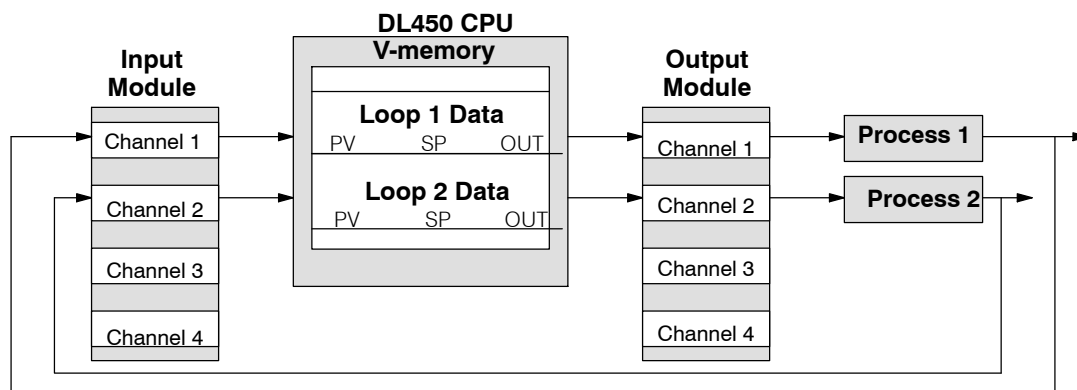 DL450 CPU
V-memory
Input
Module
Output
Module
Loop 1 Data
PV SP OUT
Loop 2 Data
PV SP OUT
Channel 1
Channel 2
Channel 3
Channel 4
Channel 1
Channel 2
Channel 3
Channel 4
Process 1
Process 2